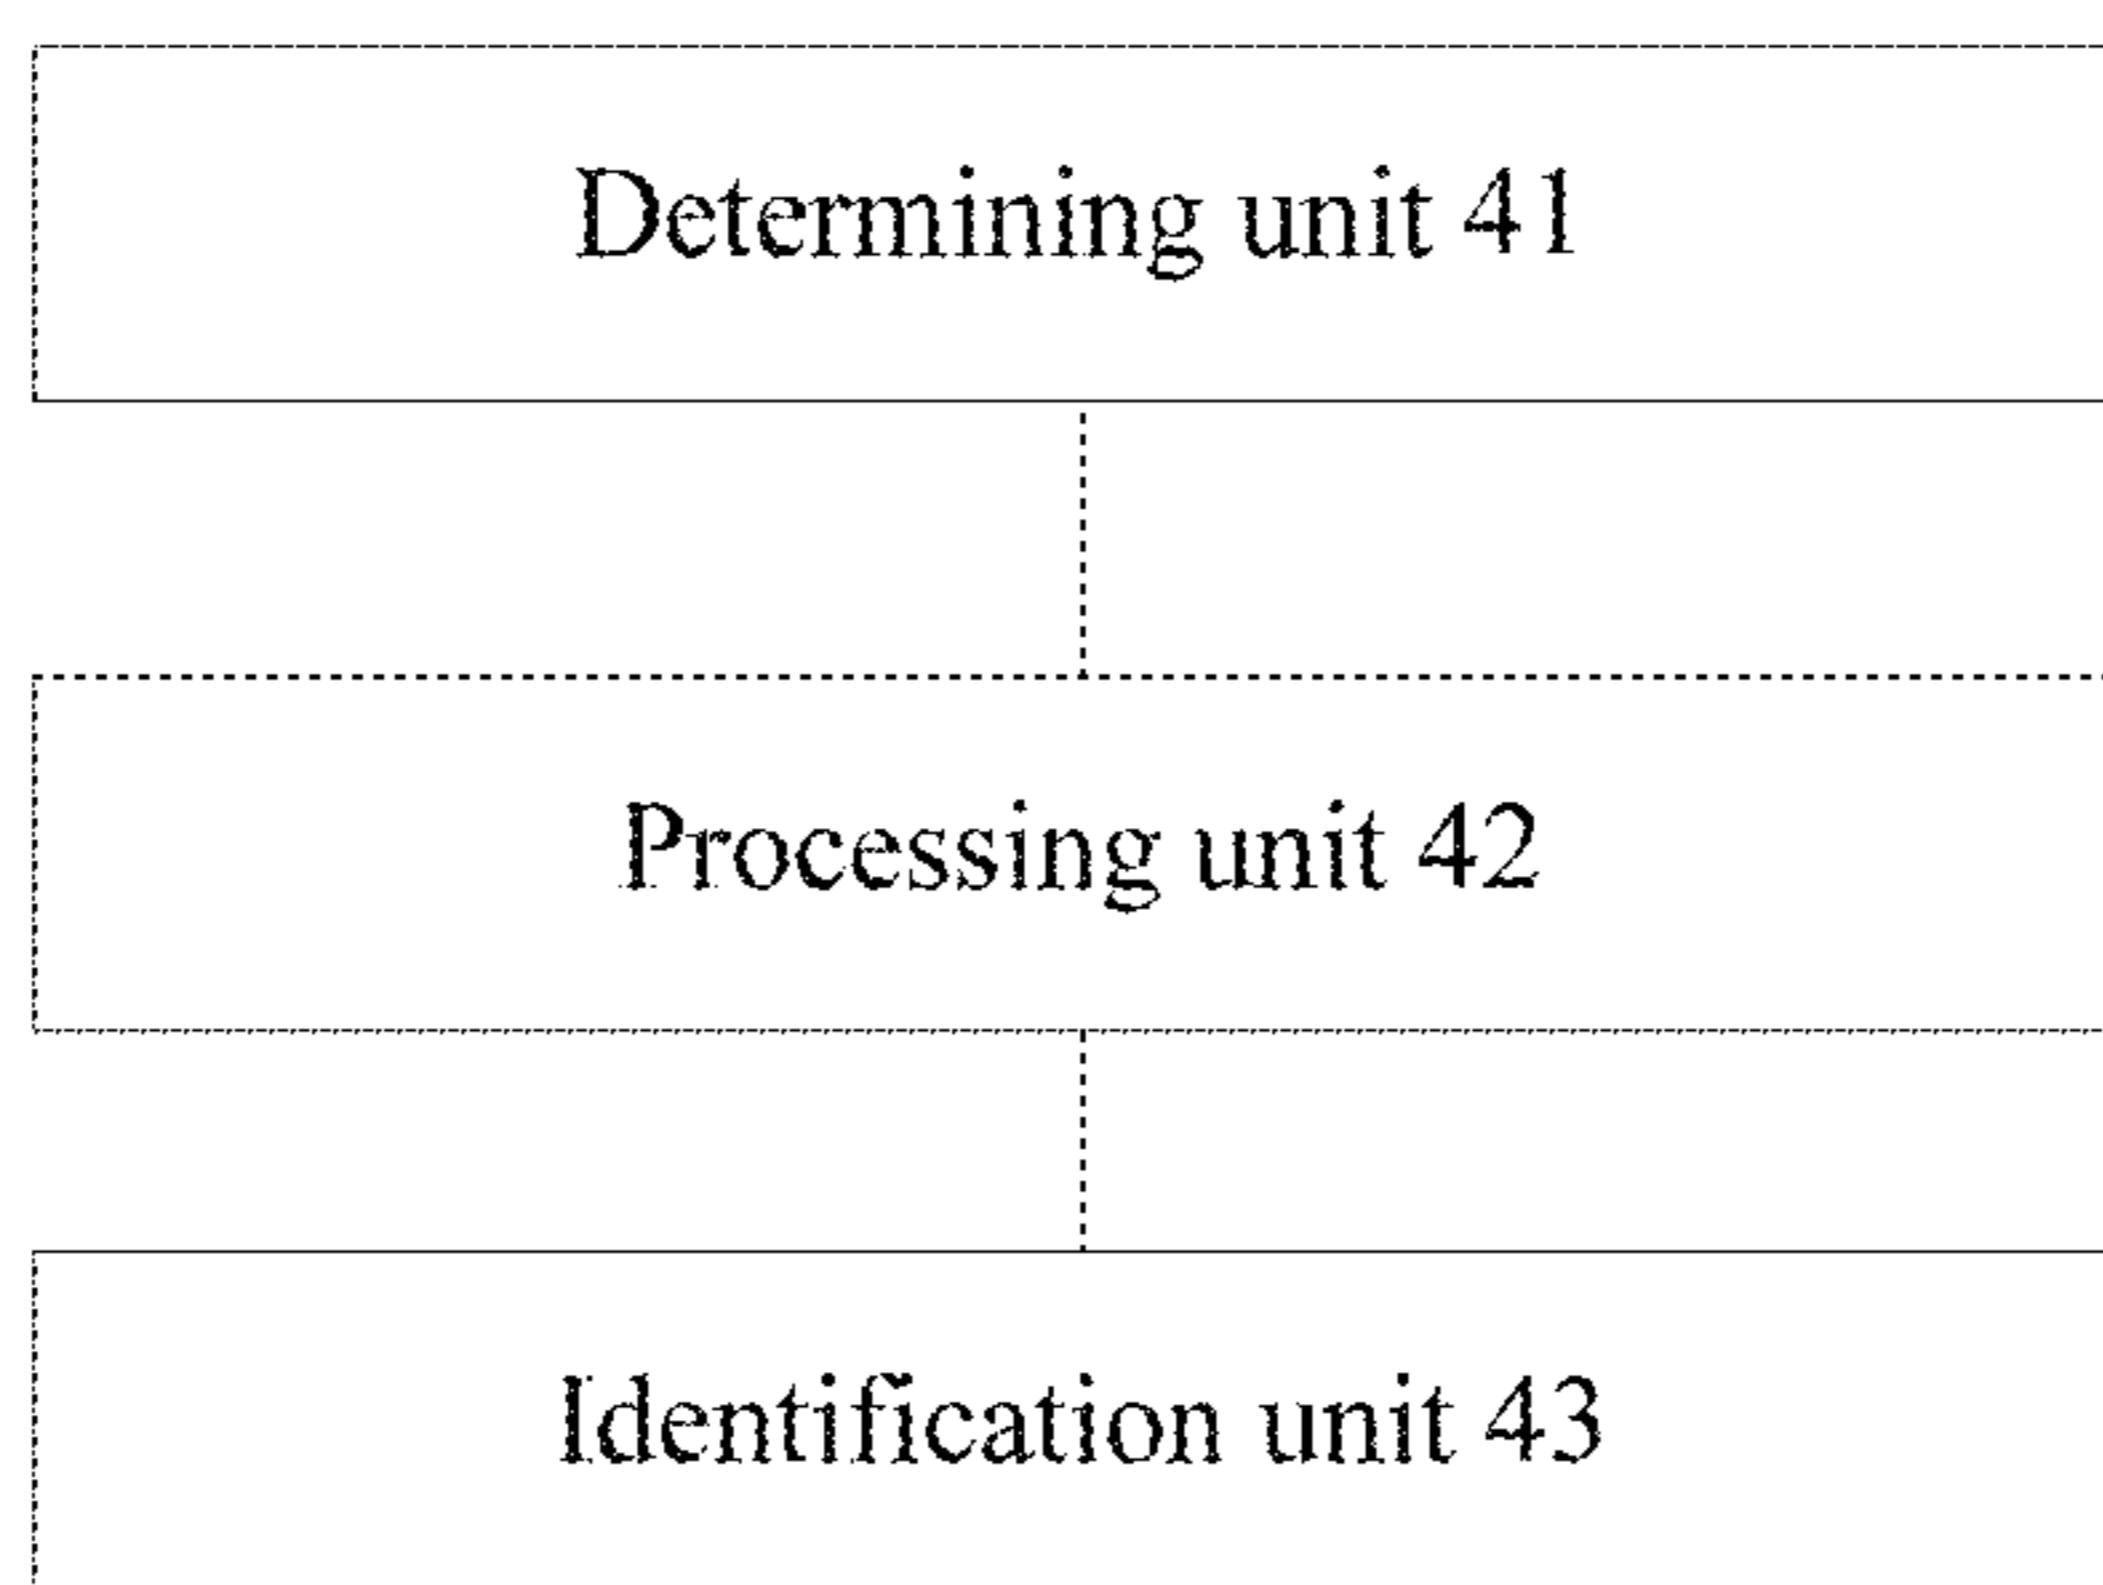 Determining unit 41
Processing unit 42
Identification unit 43